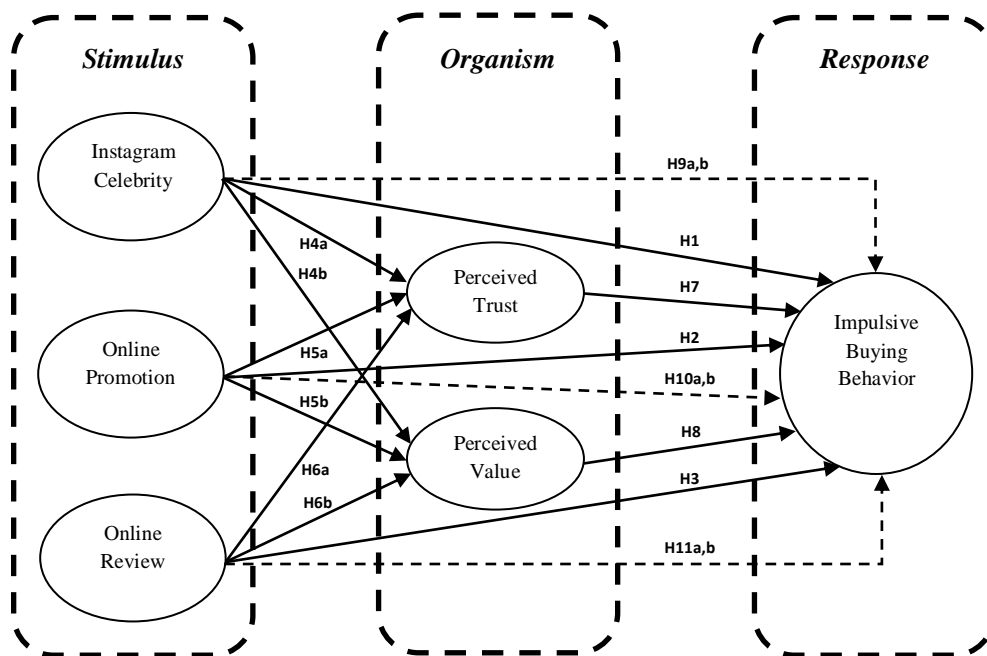 Stimulus
Organism
Response
Instagram
Celebrity
H9a,b
H1
H4a
H4b
Perceived
Trust
H7
Online
Promotion
H5a
H2
Impulsive
Buying
Behavior
H10a,b
H5b
Perceived
Value
H8
H6a
H3
H6b
Online
Review
H11a,b